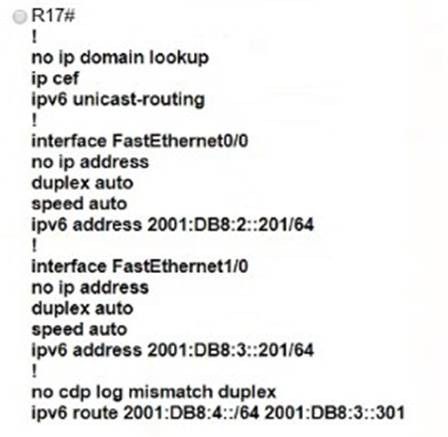 R17#
!
no ip domain lookup
ip cef
ipv6 unicast-routing
!
interface FastEthernet0/0
no ip address
duplex auto
speed auto
ipv6 address 2001:DB8:2::201/64
!
interface FastEthernet1/0
no ip address
duplex auto
speed auto
ipv6 address 2001:DB8:3::201/64
!
no cdp log mismatch duplex
ipv6 route 2001:DB8:4::/64 2001:DB8:3::301